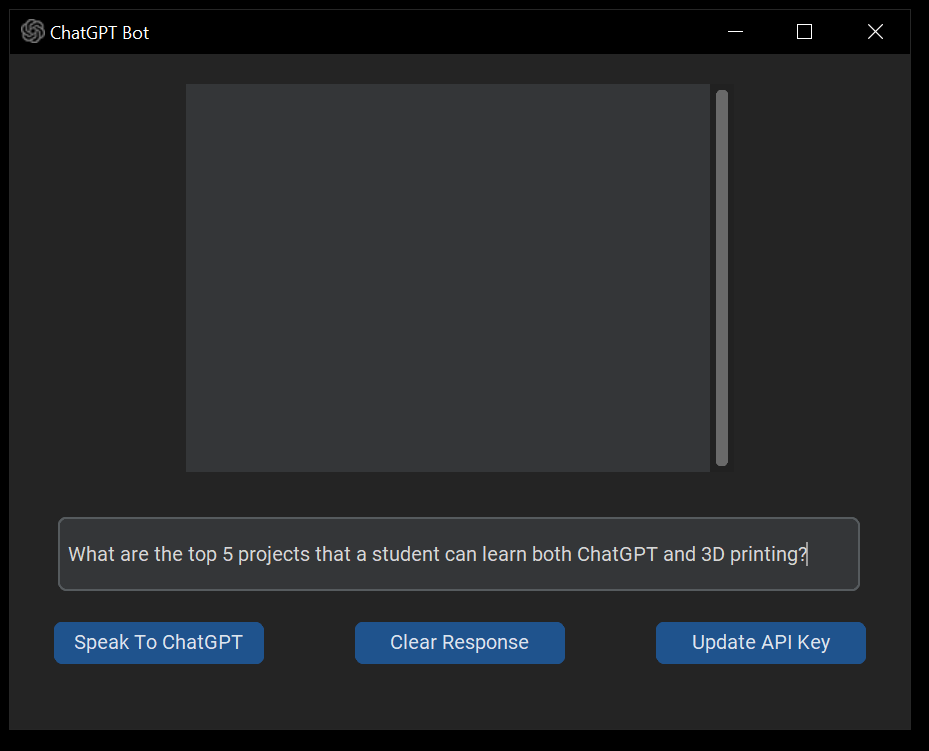 ChatGPT Bot
What are the top 5 projects that a student can learn both ChatGPT and 3D printing?
Speak To ChatGPT
Clear Response
Update API Key